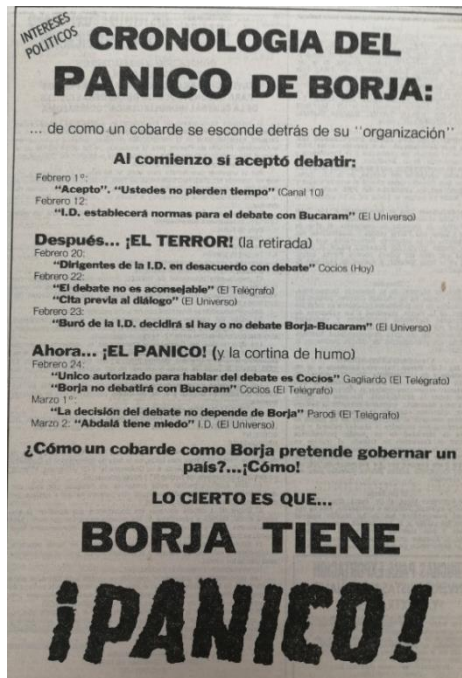 INTERESES
POLITICOS
CRONOLOGIA DEL
PANICO DE BORJA:
... de como un cobarde se esconde detrás de su "organización"
Al comienzo sí aceptó debatir:
Febrero 1º:
"Acepto". "Ustedes no pierden tiempo" (Canal 10)
Febrero 12:
"I.D. establecerá normas para el debate con Bucaram" (El Universo)
Después... ¡EL TERROR! (la retirada)
Febrero 20:
"Dirigentes de la I.D. en desacuerdo con debate" Cocíos (Hoy)
Febrero 22:
"El debate no es aconsejable" (El Telégrafo)
"Cita previa al diálogo" (El Universo)
Febrero 23:
"Buró de la I.D. decidirá si hay o no debate Borja-Bucaram" (El Universo)
Ahora... ¡EL PANICO! (y la cortina de humo)
Febrero 24:
"Unico autorizado para hablar del debate es Cocíos" Gagliardo (El Telégrafo)
"Borja no debatirá con Bucaram" Cocíos (El Telégrafo)
Marzo 1º:
"La decisión del debate no depende de Borja" Parodi (El Telégrafo)
Marzo 2: "Abdalá tiene miedo" I.D. (El Universo)
¿Cómo un cobarde como Borja pretende gobernar un
país?...¡Cómo!
LO CIERTO ES QUE...
BORJA TIENE
¡PANICO!